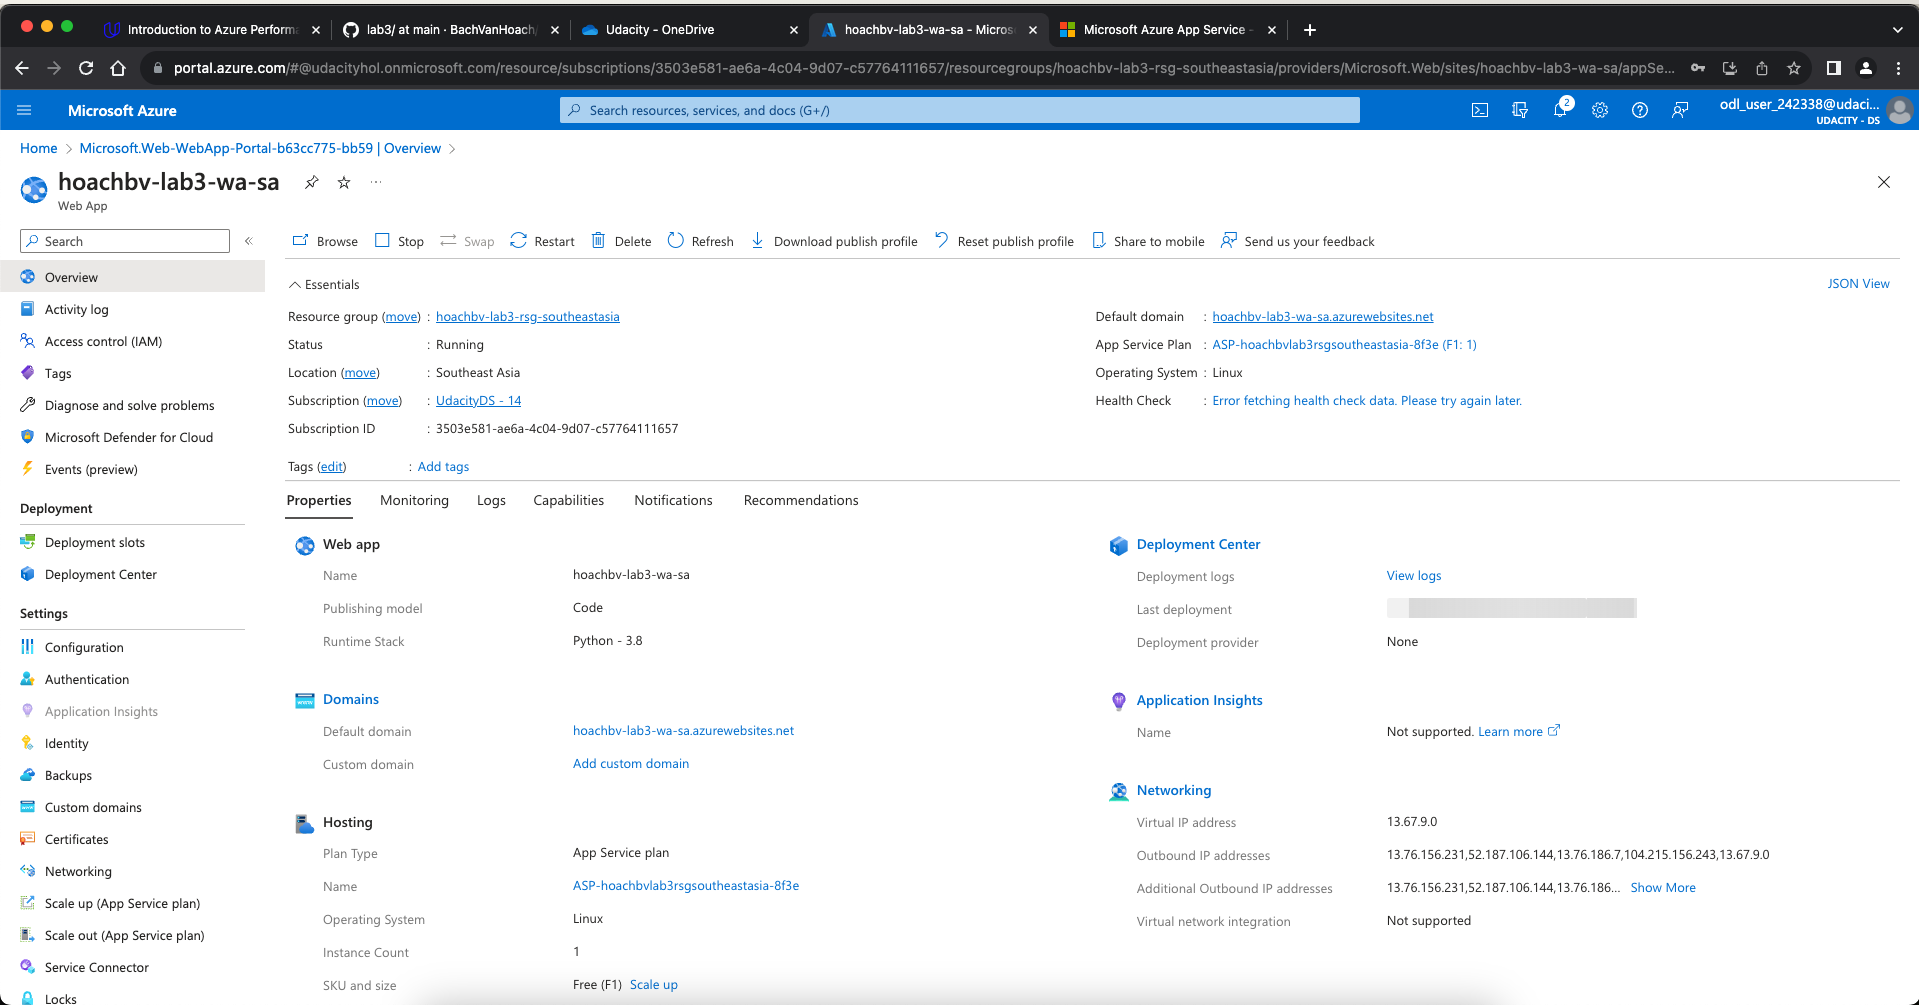 Introduction to Azure Performa
lab3/ at main · BachVanHoach/
Udacity - OneDrive
hoachbv-lab3-wa-sa - Micros
Microsoft Azure App Service -
portal.azure.com/#@udacityhol.onmicrosoft.com/resource/subscriptions/3503e581-ae6a-4c04-9d07-c57764111657/resourcegroups/hoachbv-lab3-rsg-southeastasia/providers/Microsoft.Web/sites/hoachbv-lab3-wa-sa/appSe...
Microsoft Azure
Search resources, services, and docs (G+/)
2
odl_user_242338@udaci...
UDACITY - DS
Home > Microsoft.Web-WebApp-Portal-b63cc775-bb59 | Overview >
hoachbv-lab3-wa-sa
Web App
Search
Browse Stop Swap Restart Delete Refresh Download publish profile Reset publish profile Share to mobile Send us your feedback
Overview
Activity log
Access control (IAM)
Tags
Diagnose and solve problems
Microsoft Defender for Cloud
Events (preview)
Deployment
Deployment slots
Deployment Center
Settings
Configuration
Authentication
Application Insights
Identity
Backups
Custom domains
Certificates
Networking
Scale up (App Service plan)
Scale out (App Service plan)
Service Connector
Locks
Essentials
JSON View
Resource group (move) : hoachbv-lab3-rsg-southeastasia
Status : Running
Location (move) : Southeast Asia
Subscription (move) : UdacityDS - 14
Subscription ID : 3503e581-ae6a-4c04-9d07-c57764111657
Default domain : hoachbv-lab3-wa-sa.azurewebsites.net
App Service Plan : ASP-hoachbvlab3rsgsoutheastasia-8f3e (F1: 1)
Operating System : Linux
Health Check : Error fetching health check data. Please try again later.
Tags (edit) : Add tags
Properties Monitoring Logs Capabilities Notifications Recommendations
Web app
Name hoachbv-lab3-wa-sa
Publishing model Code
Runtime Stack Python - 3.8
Domains
Default domain hoachbv-lab3-wa-sa.azurewebsites.net
Custom domain Add custom domain
Hosting
Plan Type App Service plan
Name ASP-hoachbvlab3rsgsoutheastasia-8f3e
Operating System Linux
Instance Count 1
SKU and size Free (F1) Scale up
Deployment Center
Deployment logs View logs
Last deployment
Deployment provider None
Application Insights
Name Not supported. Learn more
Networking
Virtual IP address 13.67.9.0
Outbound IP addresses 13.76.156.231,52.187.106.144,13.76.186.7,104.215.156.243,13.67.9.0
Additional Outbound IP addresses 13.76.156.231,52.187.106.144,13.76.186... Show More
Virtual network integration Not supported